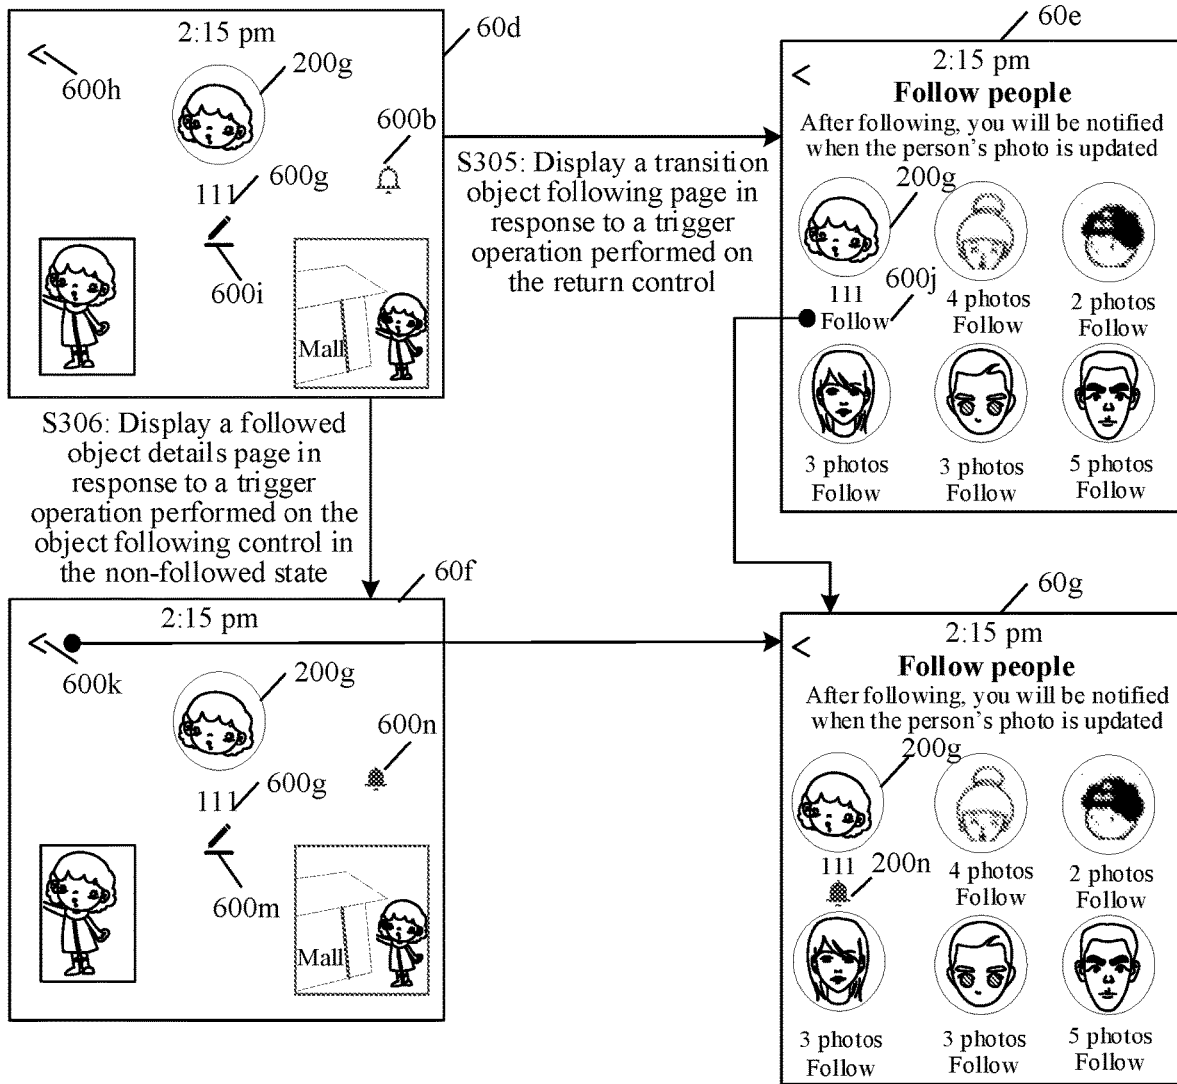 2:15 pm
60d
600h
200g
600b
111
600g
600i
Mall
S305: Display a transition
object following page in
response to a trigger
operation performed on
the return control
60e
2:15 pm
Follow people
After following, you will be notified
when the person's photo is updated
200g
111
600j
Follow
4 photos
Follow
2 photos
Follow
3 photos
Follow
3 photos
Follow
5 photos
Follow
S306: Display a followed
object details page in
response to a trigger
operation performed on the
object following control in
the non-followed state
60f
2:15 pm
600k
200g
600n
111
600g
600m
Mall
60g
2:15 pm
Follow people
After following, you will be notified
when the person's photo is updated
200g
111
200n
4 photos
Follow
2 photos
Follow
3 photos
Follow
3 photos
Follow
5 photos
Follow